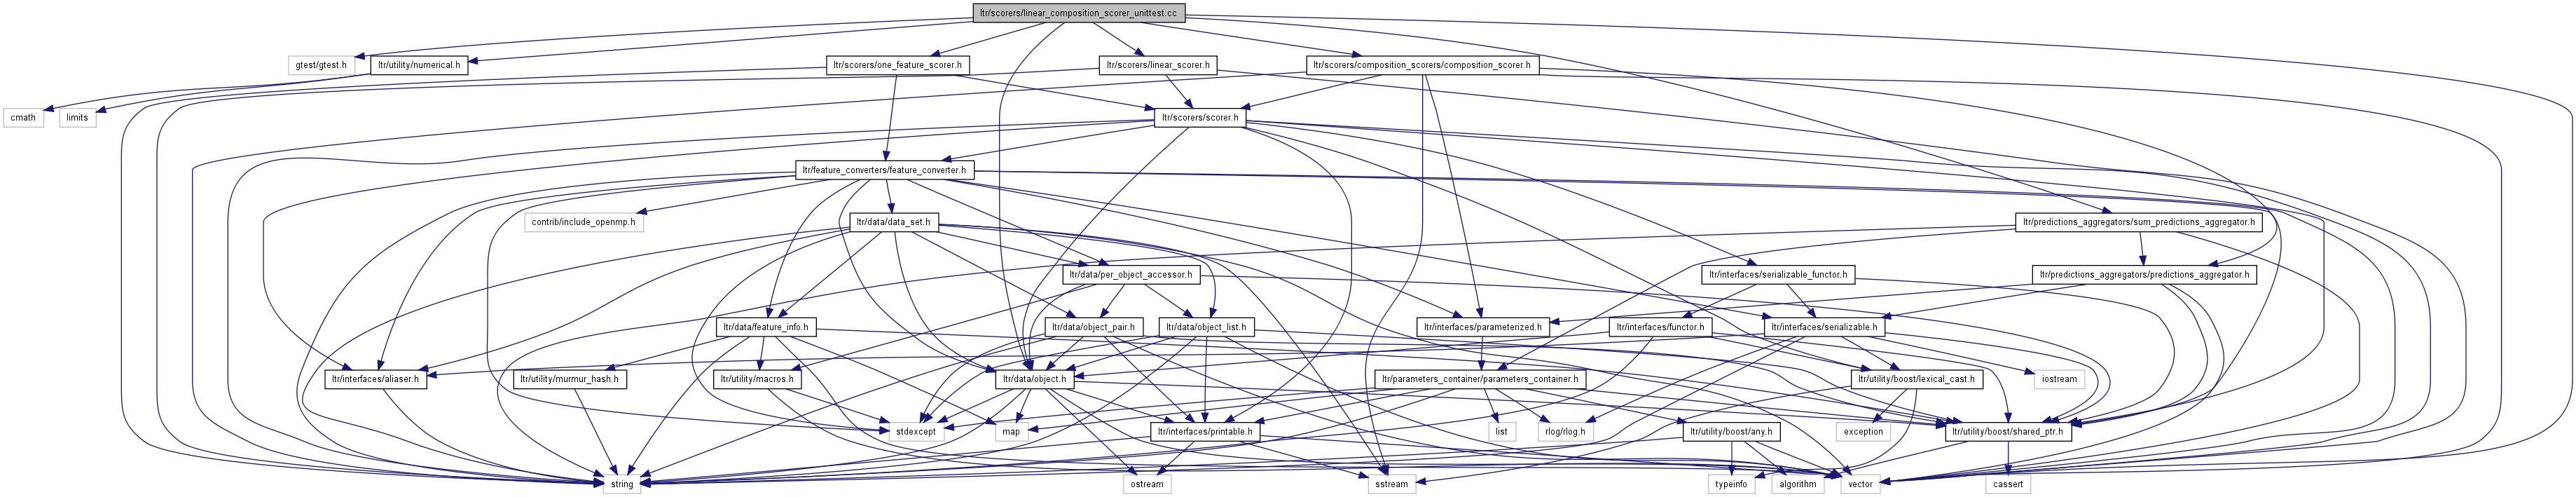 ltr/scorers/linear_composition_scorer_unittest.cc
gtest/gtest.h
ltr/utility/numerical.h
ltr/scorers/one_feature_scorer.h
ltr/scorers/linear_scorer.h
ltr/scorers/composition_scorers/composition_scorer.h
cmath
limits
ltr/scorers/scorer.h
ltr/feature_converters/feature_converter.h
contrib/include_openmp.h
ltr/data/data_set.h
ltr/predictions_aggregators/sum_predictions_aggregator.h
ltr/data/per_object_accessor.h
ltr/interfaces/serializable_functor.h
ltr/predictions_aggregators/predictions_aggregator.h
ltr/data/feature_info.h
ltr/data/object_pair.h
ltr/data/object_list.h
ltr/interfaces/parameterized.h
ltr/interfaces/functor.h
ltr/interfaces/serializable.h
ltr/interfaces/aliaser.h
ltr/utility/murmur_hash.h
ltr/utility/macros.h
ltr/data/object.h
ltr/parameters_container/parameters_container.h
ltr/utility/boost/lexical_cast.h
iostream
stdexcept
map
ltr/interfaces/printable.h
list
rlog/rlog.h
ltr/utility/boost/any.h
exception
ltr/utility/boost/shared_ptr.h
string
ostream
sstream
typeinfo
algorithm
vector
cassert